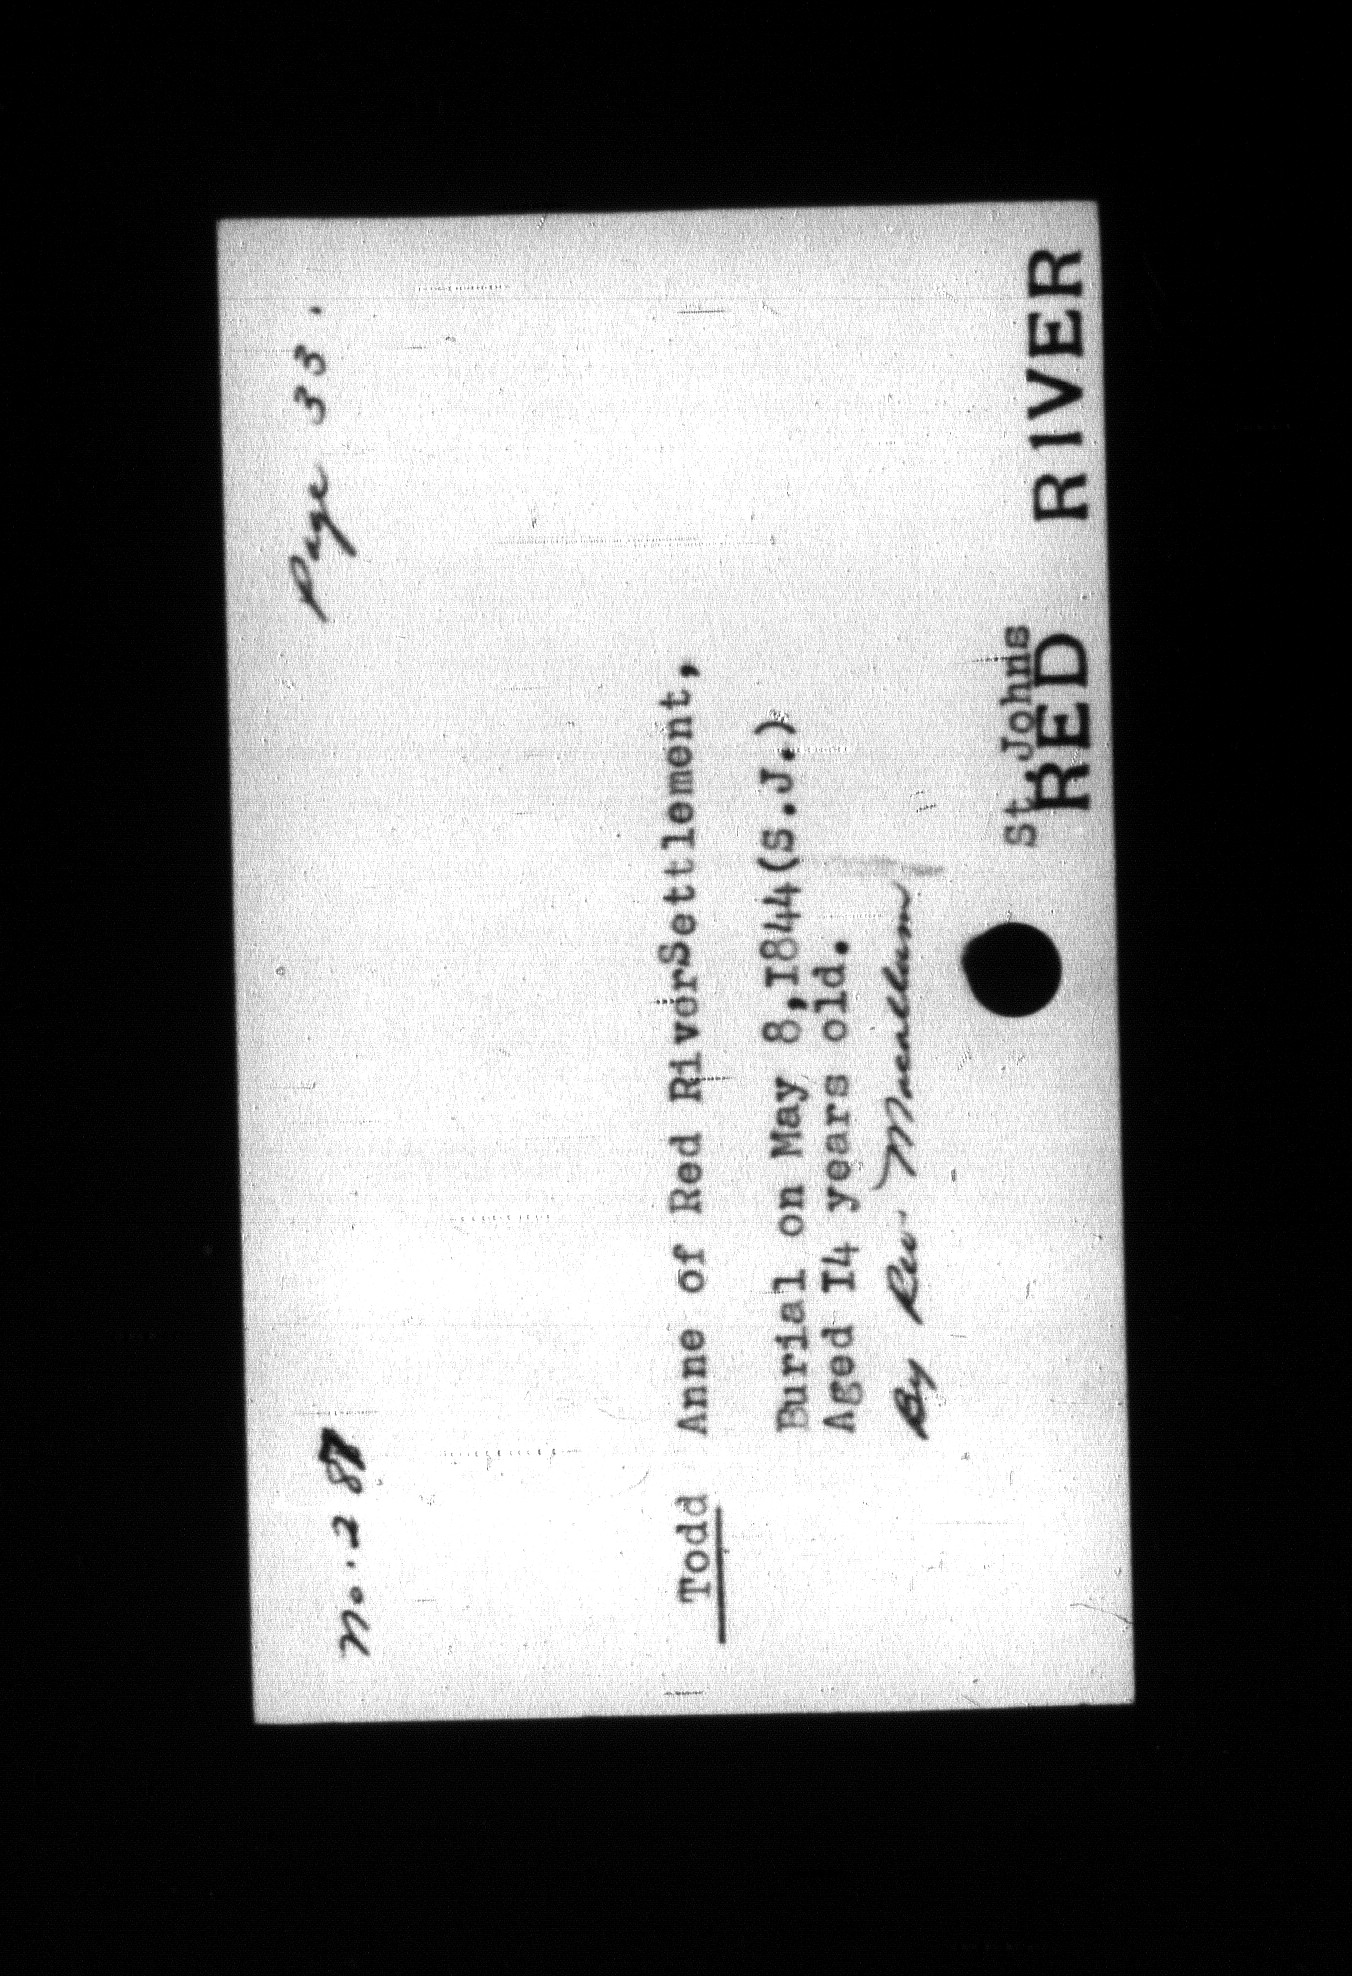 No. 287
Page 33.
Todd Anne of Red RivorSettlement,
Burial on May 8,I844(S.J.)
Aged I4 years old.
By Rev. Macallum
St.Johns
RED RIVER